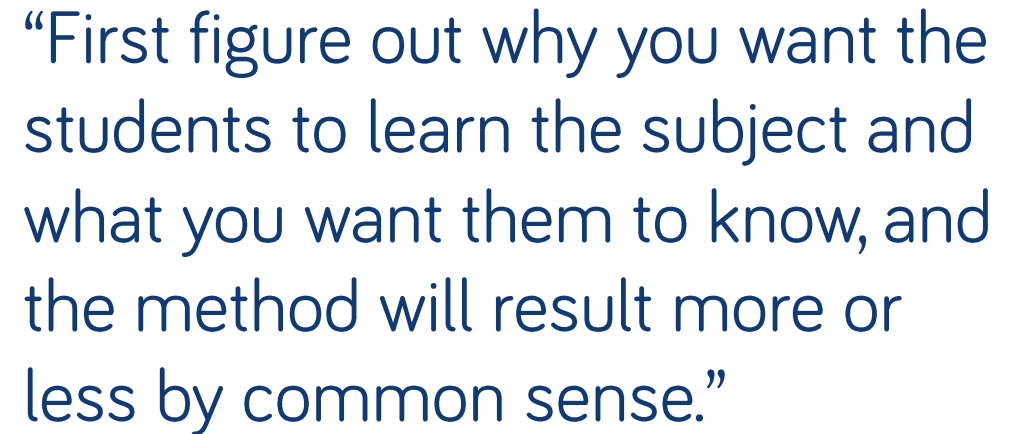 “First figure out why you want the
students to learn the subject and
what you want them to know, and
the method will result more or
less by common sense.”